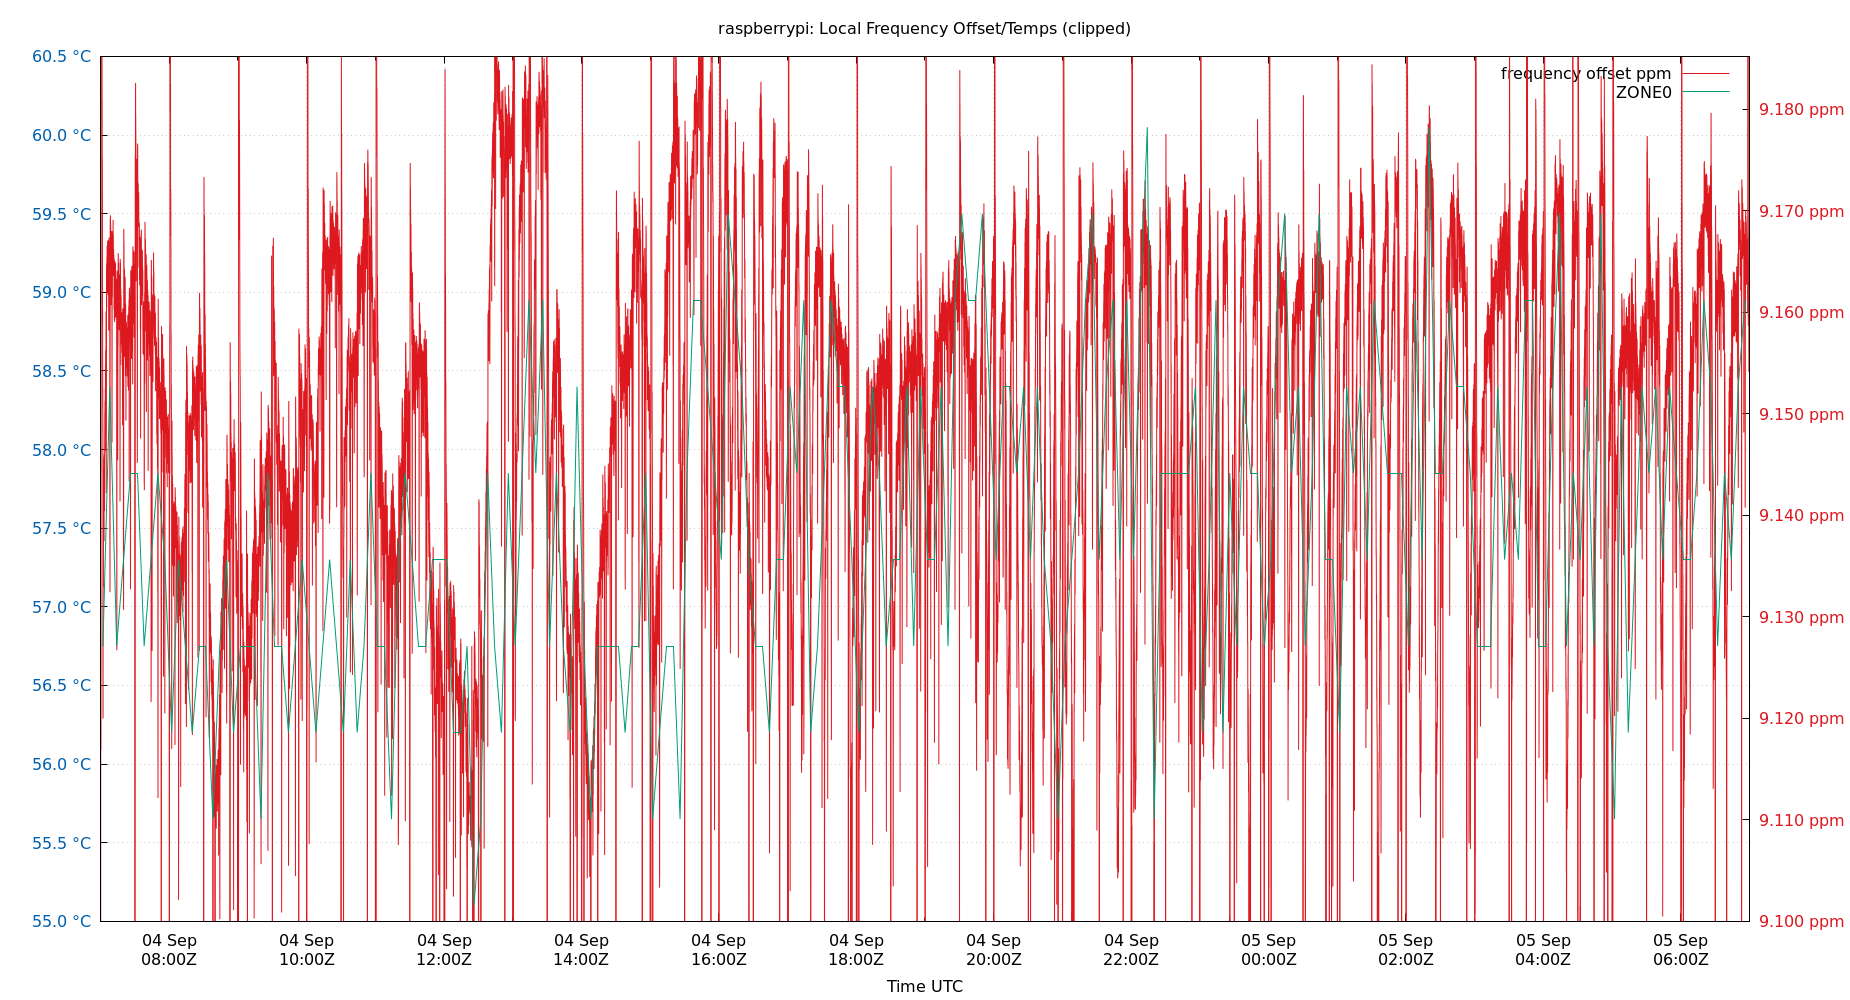 raspberrypi: Local Frequency Offset/Temps (clipped)
frequency offset ppm
ZONE0
60.5 °C
60.0 °C
59.5 °C
59.0 °C
58.5 °C
58.0 °C
57.5 °C
57.0 °C
56.5 °C
56.0 °C
55.5 °C
55.0 °C
9.180 ppm
9.170 ppm
9.160 ppm
9.150 ppm
9.140 ppm
9.130 ppm
9.120 ppm
9.110 ppm
9.100 ppm
04 Sep 04 Sep 04 Sep 04 Sep 04 Sep 04 Sep 04 Sep 04 Sep 05 Sep 05 Sep 05 Sep 05 Sep
08:00Z 10:00Z 12:00Z 14:00Z 16:00Z 18:00Z 20:00Z 22:00Z 00:00Z 02:00Z 04:00Z 06:00Z
Time UTC